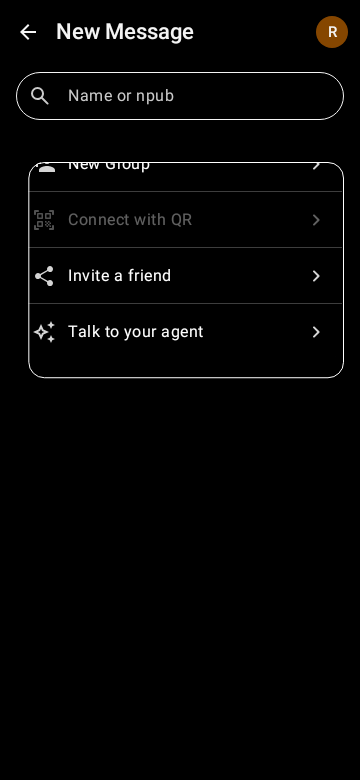 New Message
R
Name or npub
New Group
Connect with QR
Invite a friend
Talk to your agent